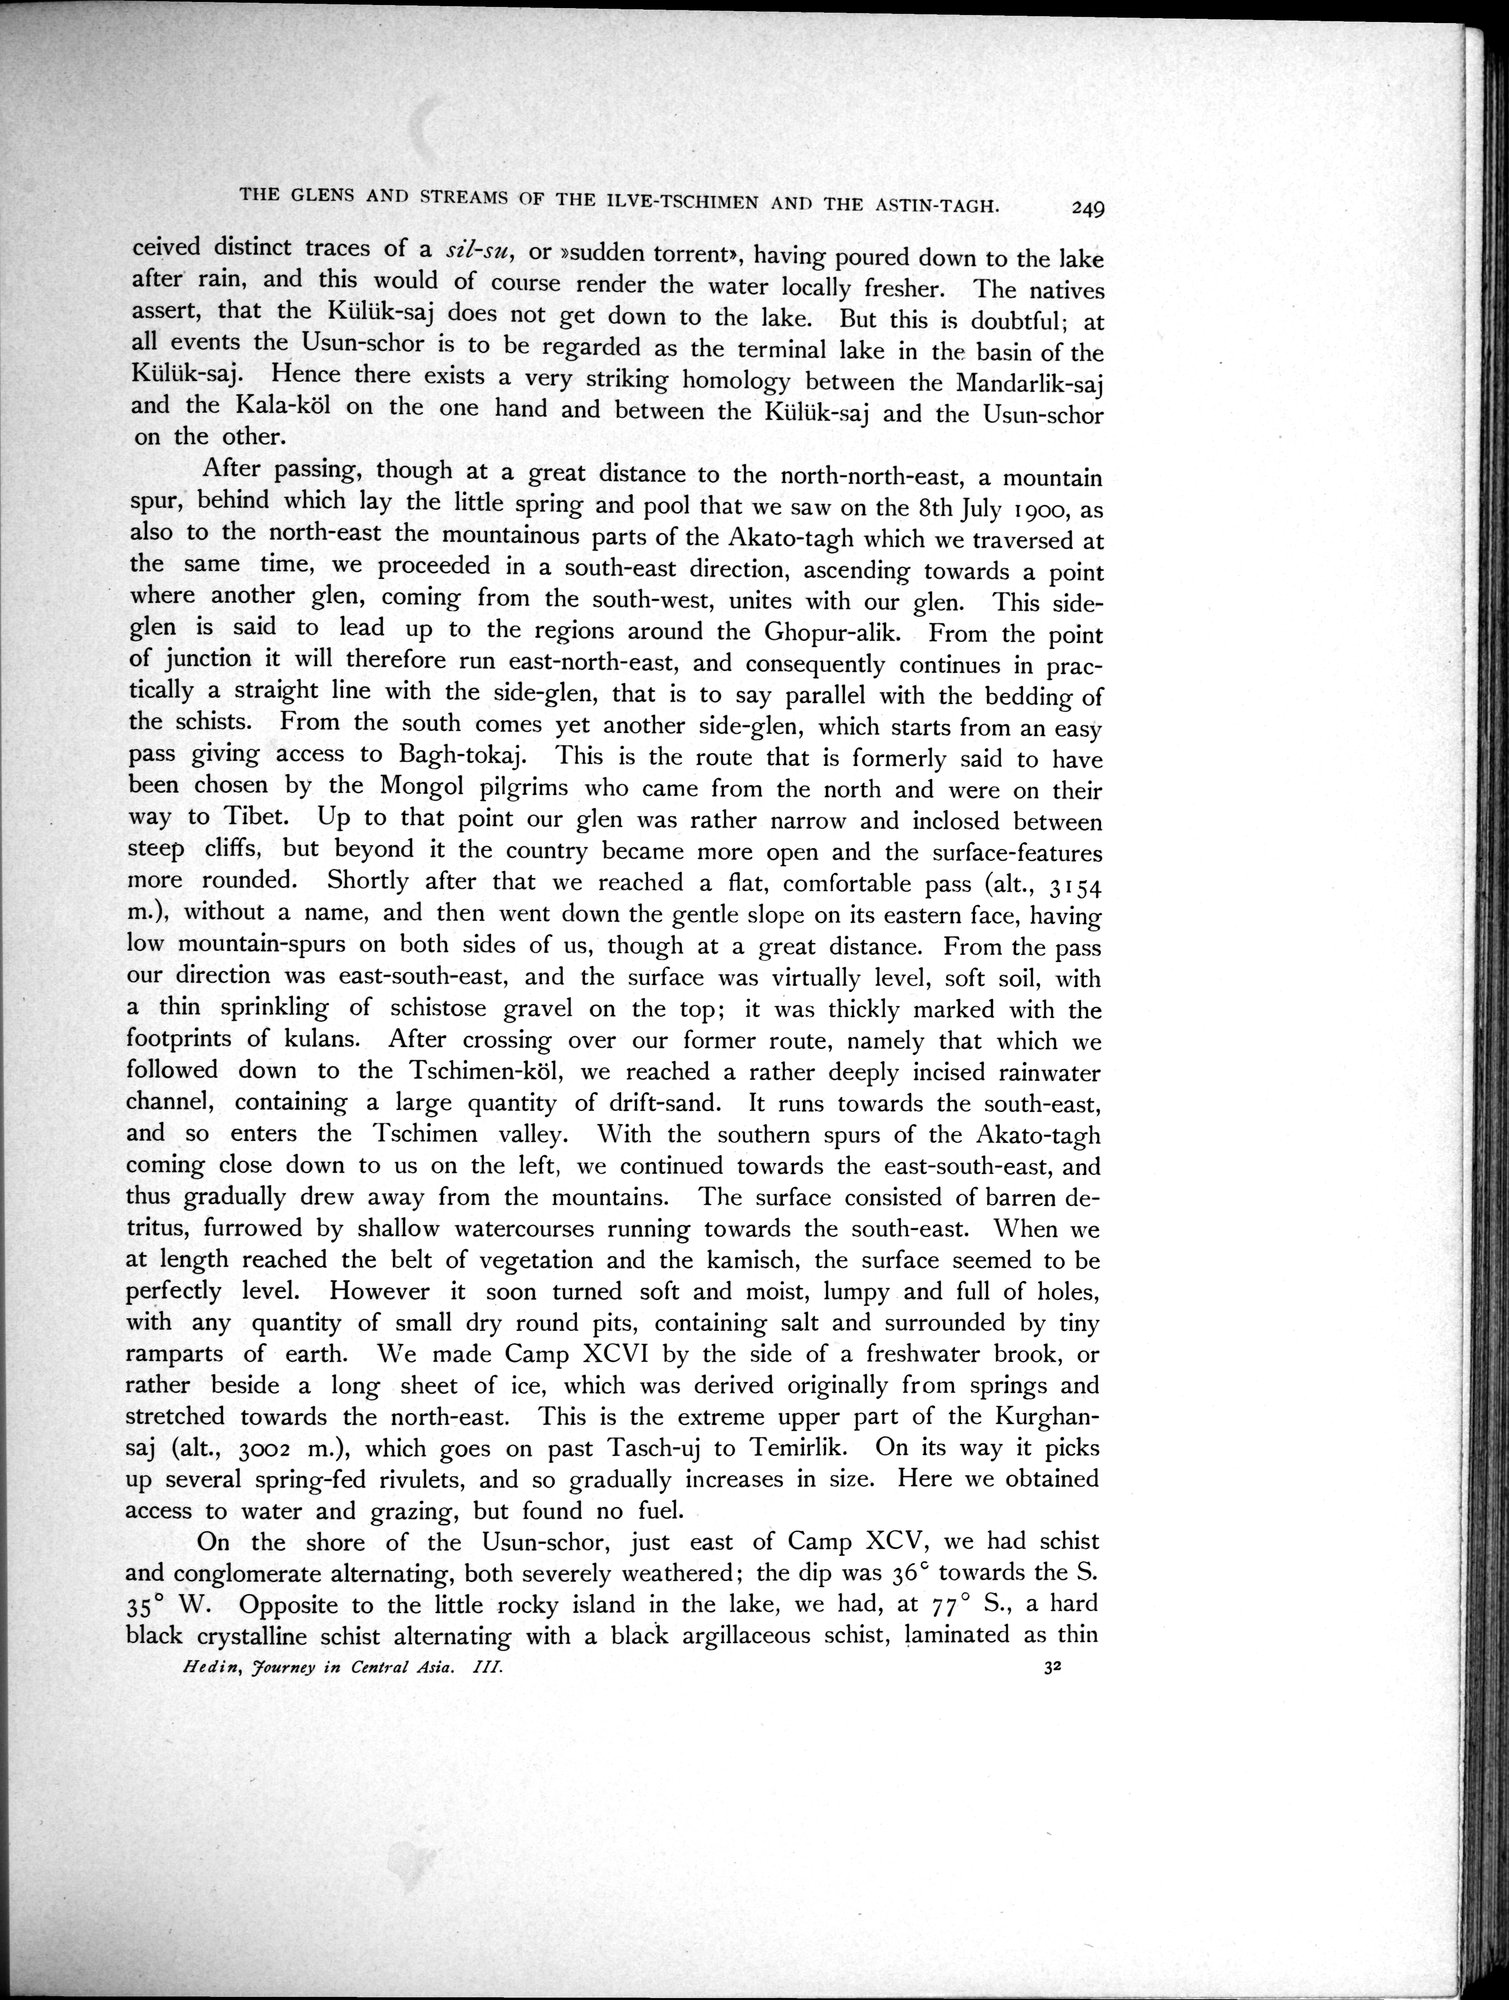 THE GLENS AND STREAMS OF THE ILVE-TSCHIMEN AND THE ASTIN-TAGH. 249
ceived distinct traces of a sil-su, or »sudden torrent», having poured down to the lake
after rain, and this would of course render the water locally fresher. The natives
assert, that the Külük-saj does not get down to the lake. But this is doubtful; at
all events the Usun-schor is to be regarded as the terminal lake in the basin of the
Külük-saj. Hence there exists a very striking homology between the Mandarlik-saj
and the Kala-köl on the one hand and between the Külük-saj and the Usun-schor
on the other.
After passing, though at a great distance to the north-north-east, a mountain
spur, behind which lay the little spring and pool that we saw on the 8th July 1900, as
also to the north-east the mountainous parts of the Akato-tagh which we traversed at
the same time, we proceeded in a south-east direction, ascending towards a point
where another glen, coming from the south-west, unites with our glen. This side-
glen is said to lead up to the regions around the Ghopur-alik. From the point
of junction it will therefore run east-north-east, and consequently continues in prac-
tically a straight line with the side-glen, that is to say parallel with the bedding of
the schists. From the south comes yet another side-glen, which starts from an easy
pass giving access to Bagh-tokaj. This is the route that is formerly said to have
been chosen by the Mongol pilgrims who came from the north and were on their
way to Tibet. Up to that point our glen was rather narrow and inclosed between
steep cliffs, but beyond it the country became more open and the surface-features
more rounded. Shortly after that we reached a flat, comfortable pass (alt., 3154
m.), without a name, and then went down the gentle slope on its eastern face, having
low mountain-spurs on both sides of us, though at a great distance. From the pass
our direction was east-south-east, and the surface was virtually level, soft soil, with
a thin sprinkling of schistose gravel on the top; it was thickly marked with the
footprints of kulans. After crossing over our former route, namely that which we
followed down to the Tschimen-köl, we reached a rather deeply incised rainwater
channel, containing a large quantity of drift-sand. It runs towards the south-east,
and so enters the Tschimen valley. With the southern spurs of the Akato-tagh
coming close down to us on the left, we continued towards the east-south-east, and
thus gradually drew away from the mountains. The surface consisted of barren de-
tritus, furrowed by shallow watercourses running towards the south-east. When we
at length reached the belt of vegetation and the kamisch, the surface seemed to be
perfectly level. However it soon turned soft and moist, lumpy and full of holes,
with any quantity of small dry round pits, containing salt and surrounded by tiny
ramparts of earth. We made Camp XCVI by the side of a freshwater brook, or
rather beside a long sheet of ice, which was derived originally from springs and
stretched towards the north-east. This is the extreme upper part of the Kurghan-
saj (alt., 3002 m.), which goes on past Tasch-uj to Temirlik. On its way it picks
up several spring-fed rivulets, and so gradually increases in size. Here we obtained
access to water and grazing, but found no fuel.
On the shore of the Usun-schor, just east of Camp XCV, we had schist
and conglomerate alternating, both severely weathered; the dip was 36° towards the S.
35° W. Opposite to the little rocky island in the lake, we had, at 77° S., a hard
black crystalline schist alternating with a black argillaceous schist, laminated as thin
Hedin, Journey in Central Asia. III. 32